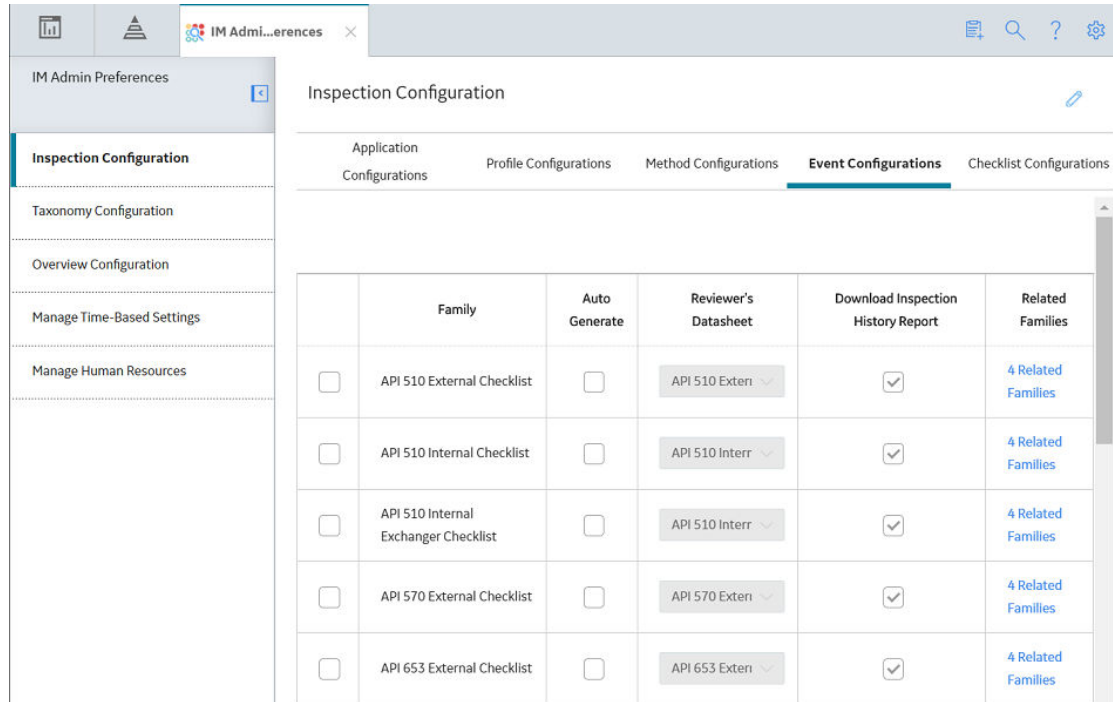 IM Admi...erences
IM Admin Preferences
Inspection Configuration
Taxonomy Configuration
Overview Configuration
Manage Time-Based Settings
Manage Human Resources
Inspection Configuration
Application
Configurations
Profile Configurations
Method Configurations
Event Configurations
Checklist Configurations
Family
Auto
Generate
Reviewer's
Datasheet
Download Inspection
History Report
Related
Families
API 510 External Checklist
API 510 Extern
4 Related
Families
API 510 Internal Checklist
API 510 Interr
4 Related
Families
API 510 Internal
Exchanger Checklist
API 510 Interr
4 Related
Families
API 570 External Checklist
API 570 Extern
4 Related
Families
API 653 External Checklist
API 653 Extern
4 Related
Families